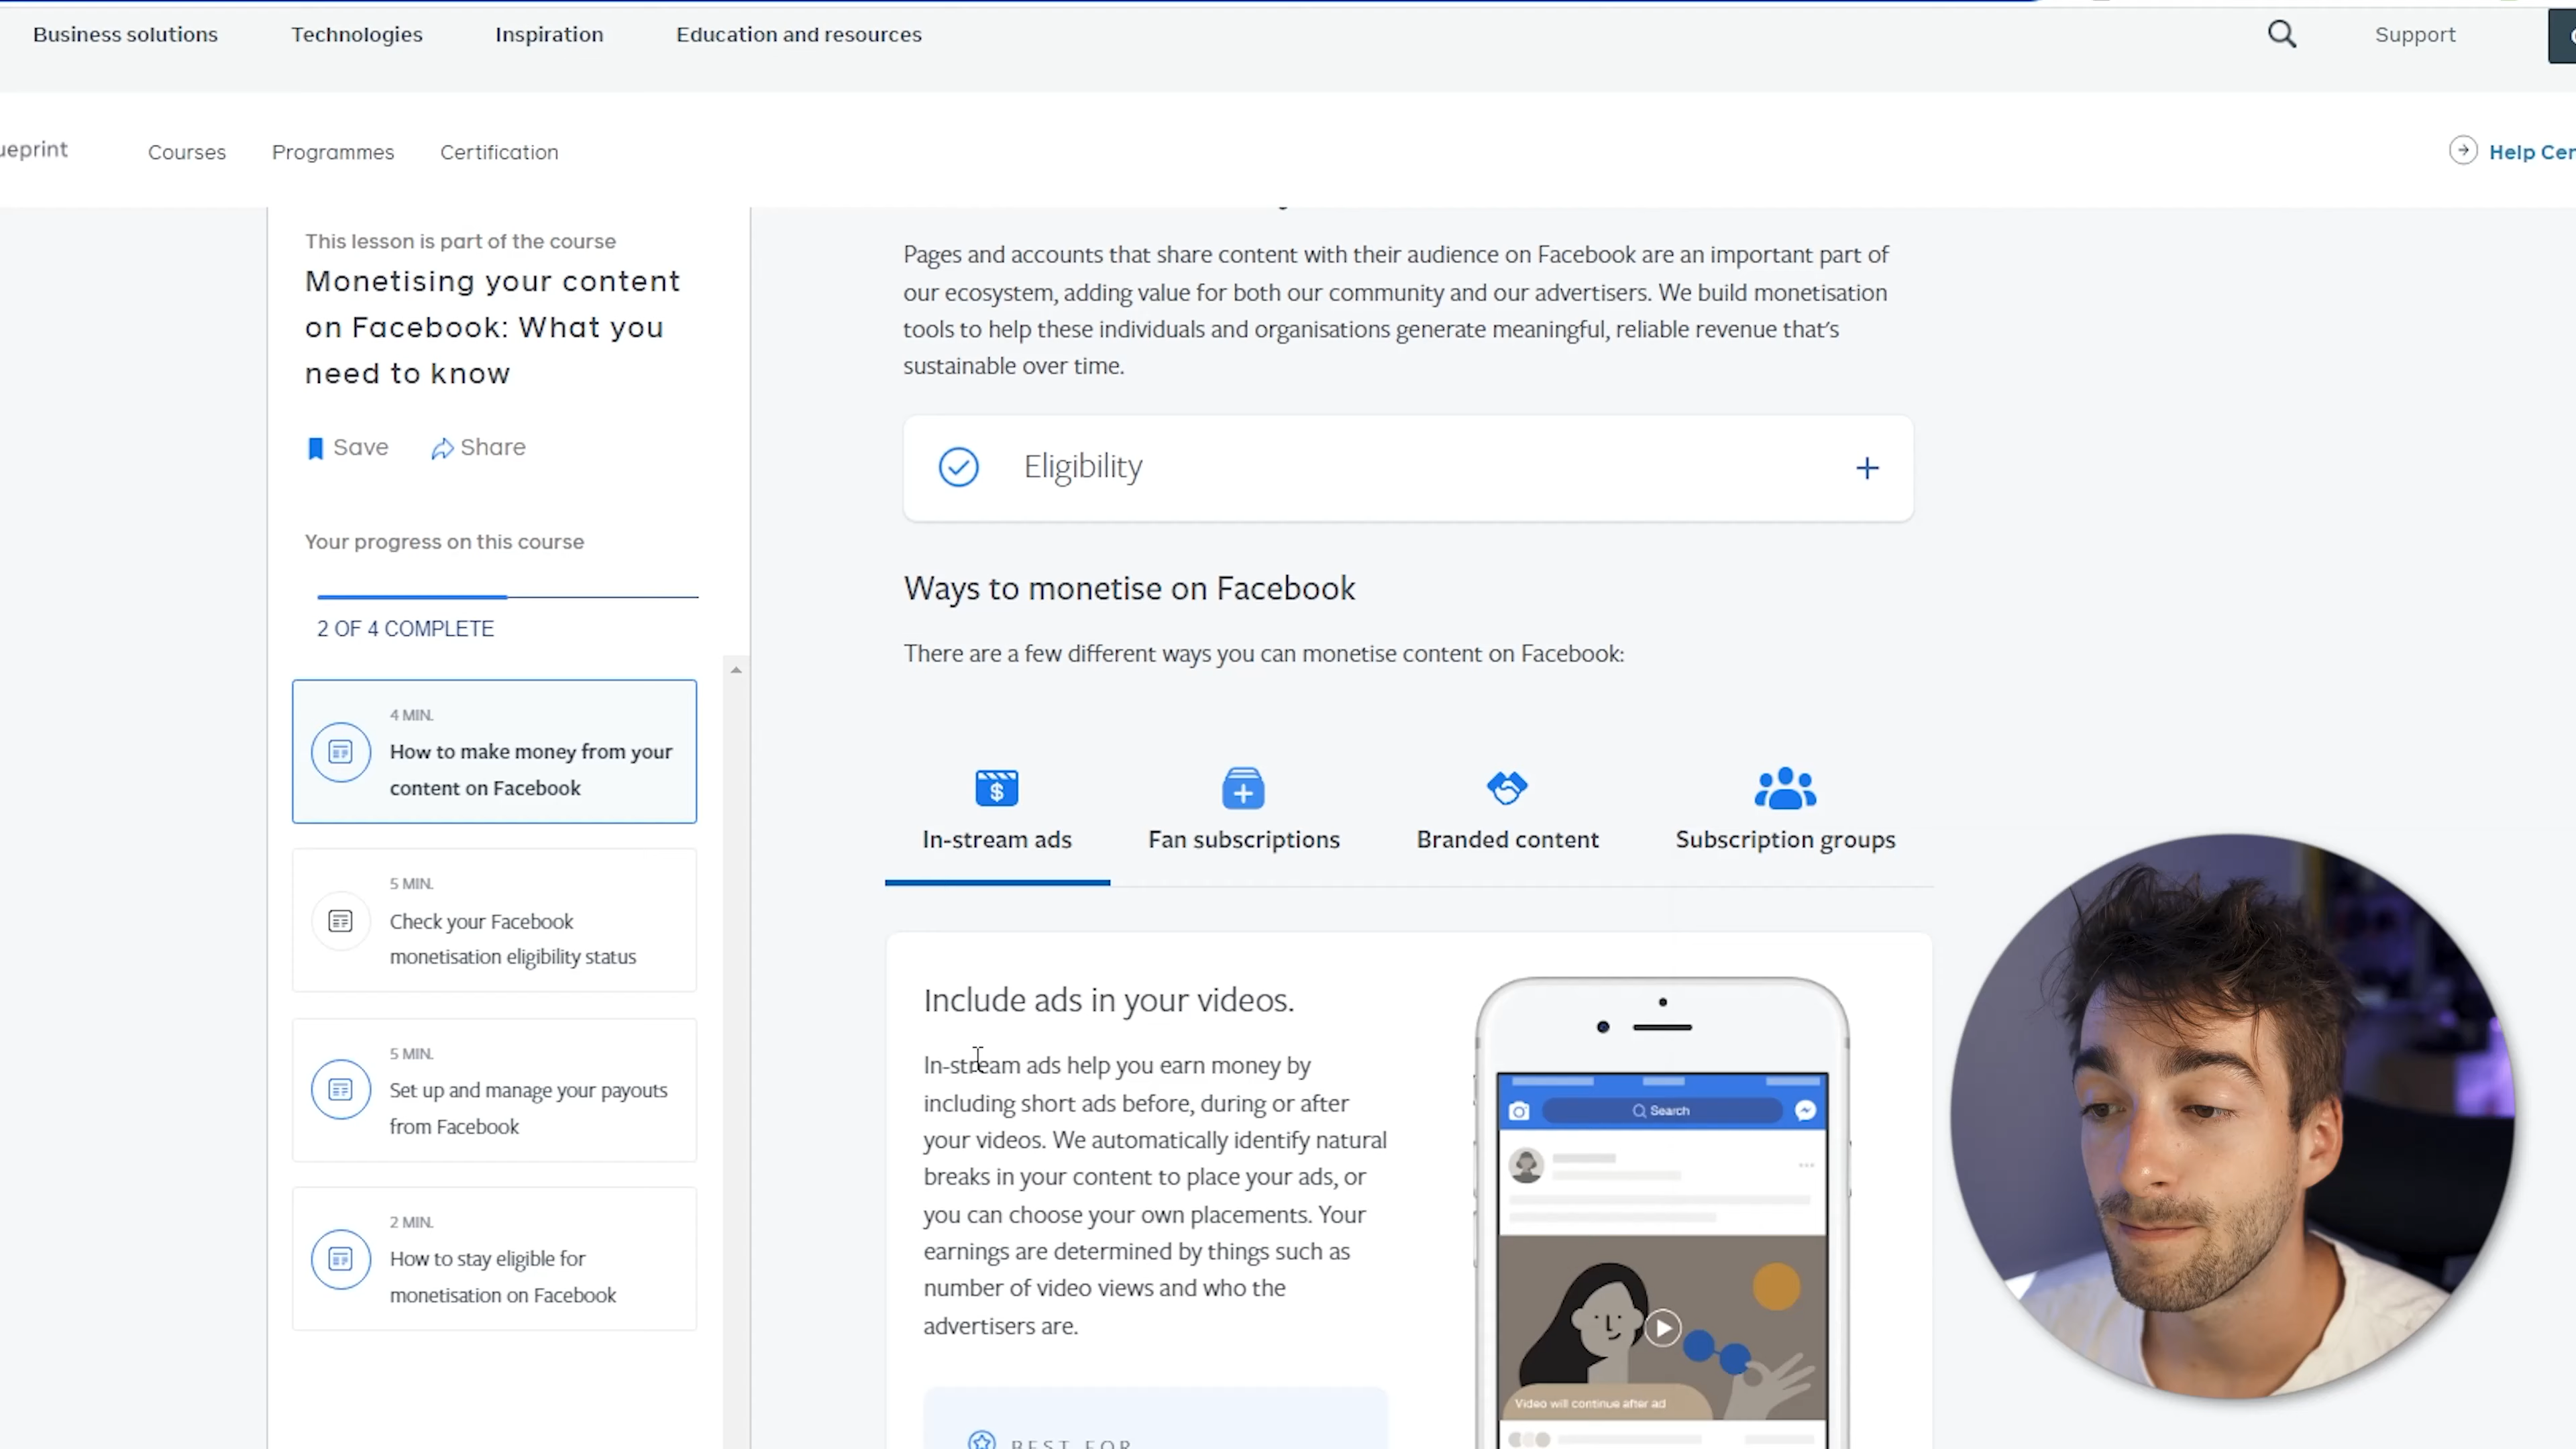 Business solutions Technologies Inspiration Education and resources Support
Courses Programmes Certification
This lesson is part of the course
Monetising your content
on Facebook: What you
need to know
Save Share
Your progress on this course
2 OF 4 COMPLETE
4 MIN.
How to make money from your
content on Facebook
5 MIN.
Check your Facebook
monetisation eligibility status
5 MIN.
Set up and manage your payouts
from Facebook
2 MIN.
How to stay eligible for
monetisation on Facebook
Pages and accounts that share content with their audience on Facebook are an important part of
our ecosystem, adding value for both our community and our advertisers. We build monetisation
tools to help these individuals and organisations generate meaningful, reliable revenue that's
sustainable over time.
Eligibility
Ways to monetise on Facebook
There are a few different ways you can monetise content on Facebook:
In-stream ads Fan subscriptions Branded content Subscription groups
Include ads in your videos.
In-stream ads help you earn money by
including short ads before, during or after
your videos. We automatically identify natural
breaks in your content to place your ads, or
you can choose your own placements. Your
earnings are determined by things such as
number of video views and who the
advertisers are.
BEST FOR
Search
Video will continue after ad
Help